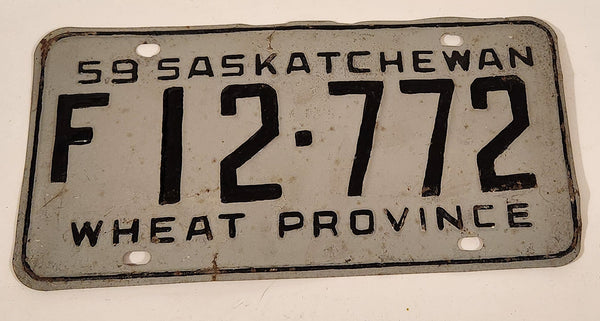 59 SASKATCHEWAN
F 12·772
WHEAT PROVINCE